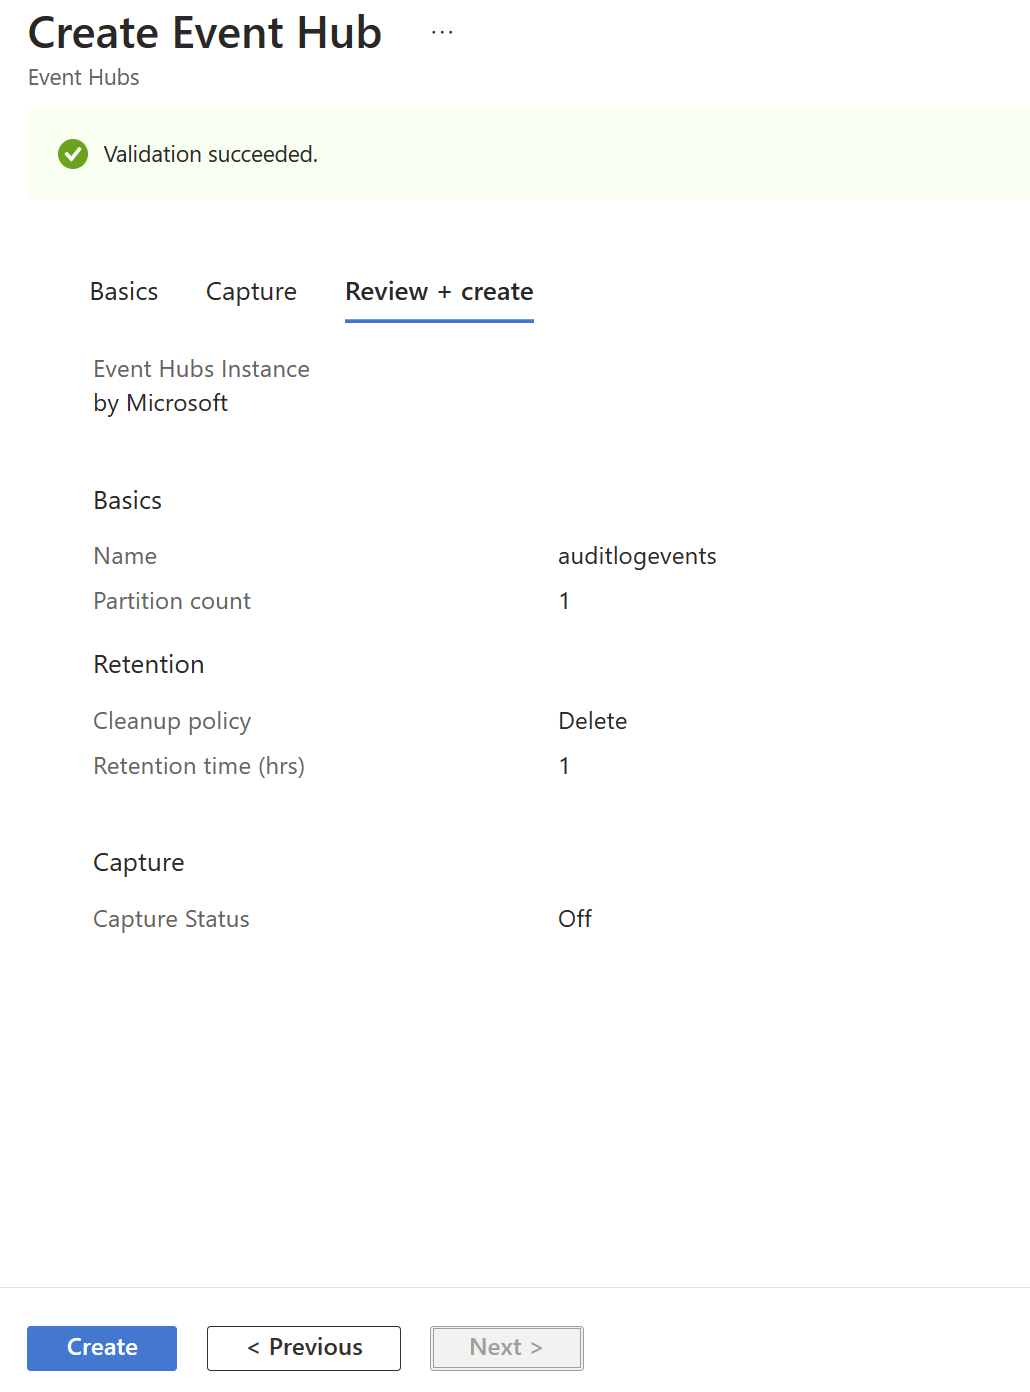 Create Event Hub ...
Event Hubs
Validation succeeded.
Basics Capture Review + create
Event Hubs Instance
by Microsoft
Basics
Name auditlogevents
Partition count 1
Retention
Cleanup policy Delete
Retention time (hrs) 1
Capture
Capture Status Off
Create < Previous Next >